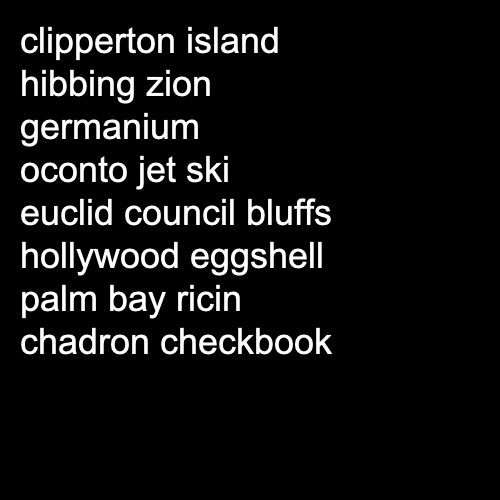 clipperton island
hibbing zion
germanium
oconto jet ski
euclid council bluffs
hollywood eggshell
palm bay ricin
chadron checkbook